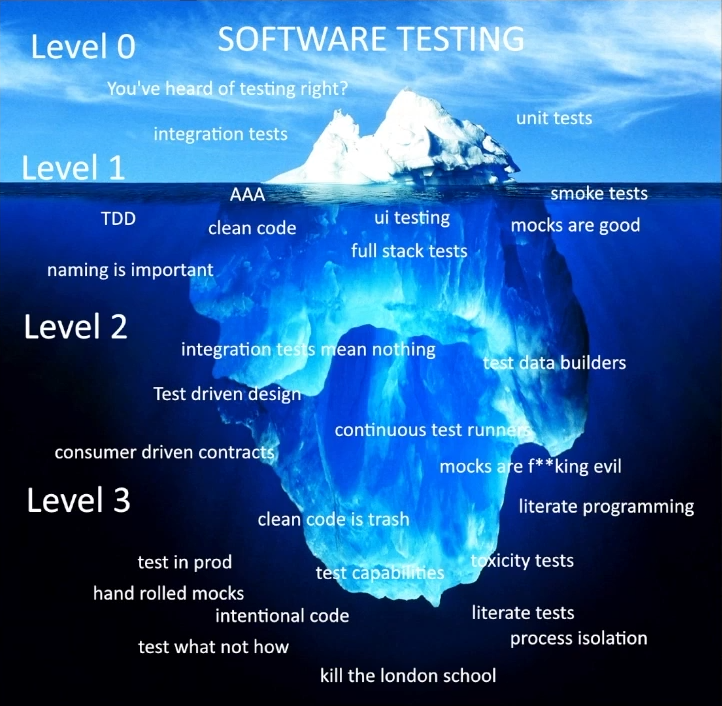 Level 0
SOFTWARE TESTING
You've heard of testing right?
unit tests
integration tests
Level 1
AAA
smoke tests
TDD
ui testing
clean code
mocks are good
full stack tests
naming is important
Level 2
integration tests mean nothing
test data builders
Test driven design
continuous test runners
consumer driven contracts
mocks are f**king evil
Level 3
literate programming
clean code is trash
test in prod
toxicity tests
test capabilities
hand rolled mocks
intentional code
literate tests
process isolation
test what not how
kill the london school